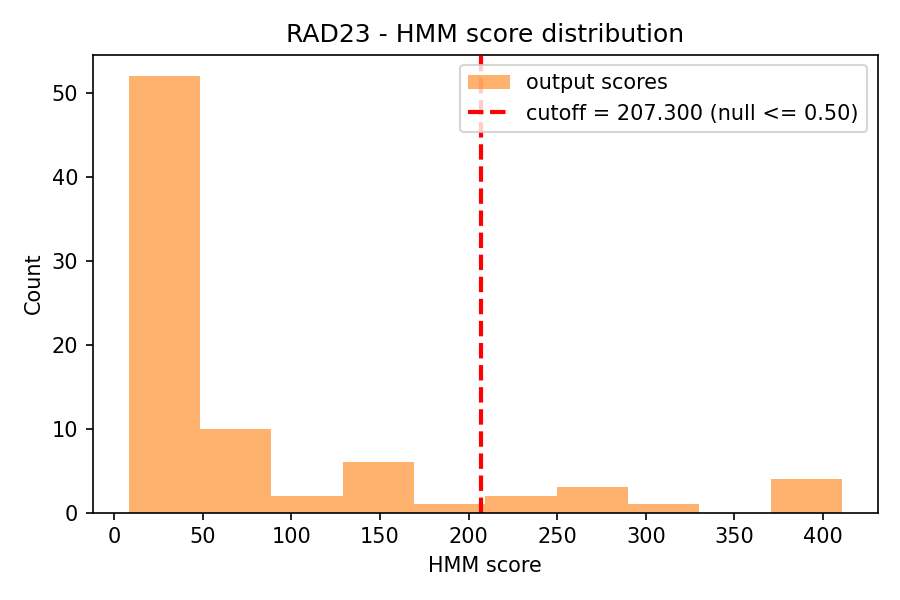 RAD23 - HMM score distribution
output scores
cutoff = 207.300 (null <= 0.50)
50
40
30
20
10
0
Count
0 50 100 150 200 250 300 350 400
HMM score